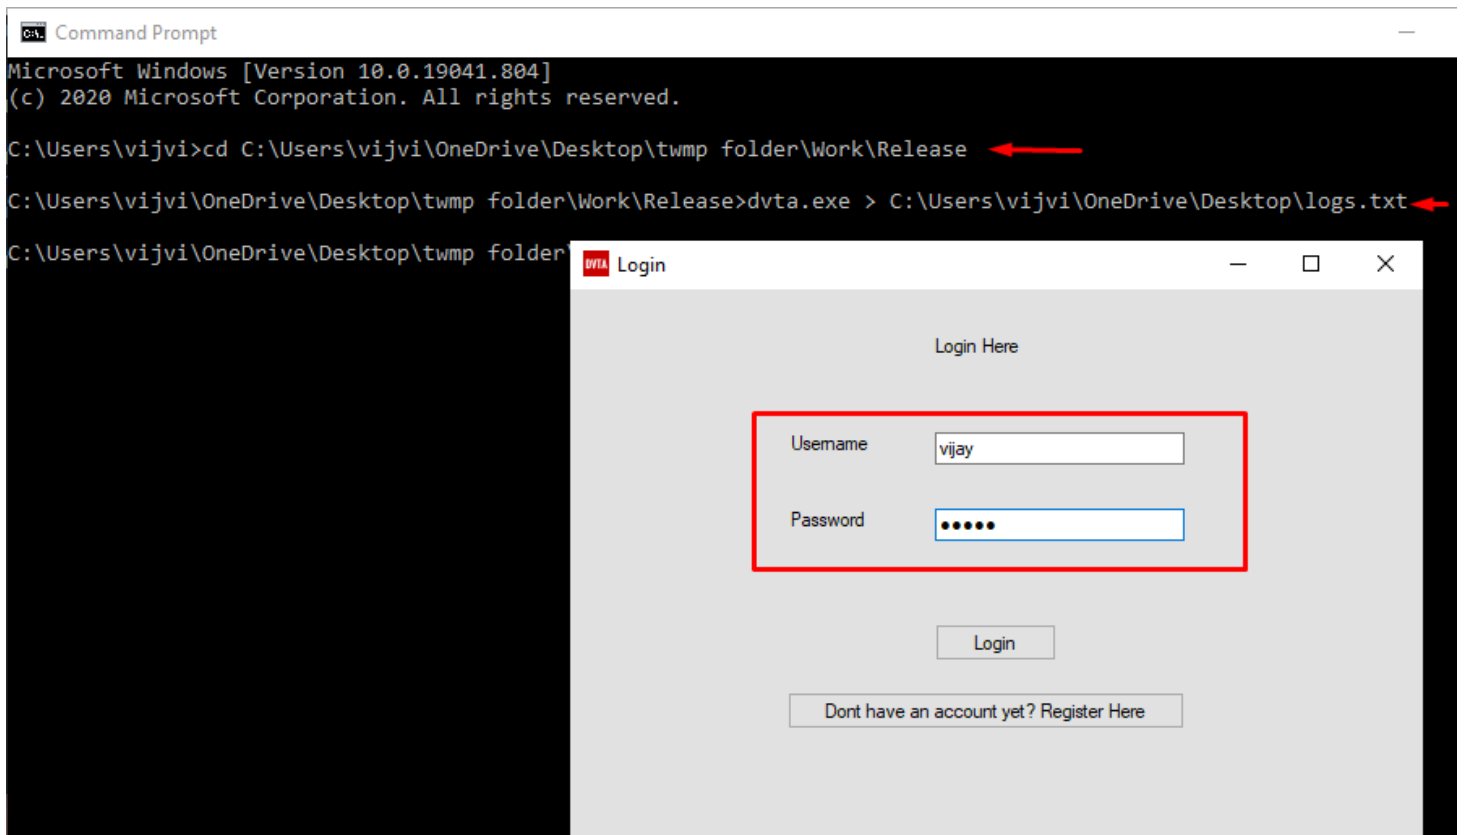 Command Prompt
Microsoft Windows [Version 10.0.19041.804]
(c) 2020 Microsoft Corporation. All rights reserved.
C:\Users\vijvi>cd C:\Users\vijvi\OneDrive\Desktop\twmp folder\Work\Release
C:\Users\vijvi\OneDrive\Desktop\twmp folder\Work\Release>dvta.exe > C:\Users\vijvi\OneDrive\Desktop\logs.txt
C:\Users\vijvi\OneDrive\Desktop\twmp folder
DVTA Login
Login Here
Username vijay
Password •••••
Login
Dont have an account yet? Register Here